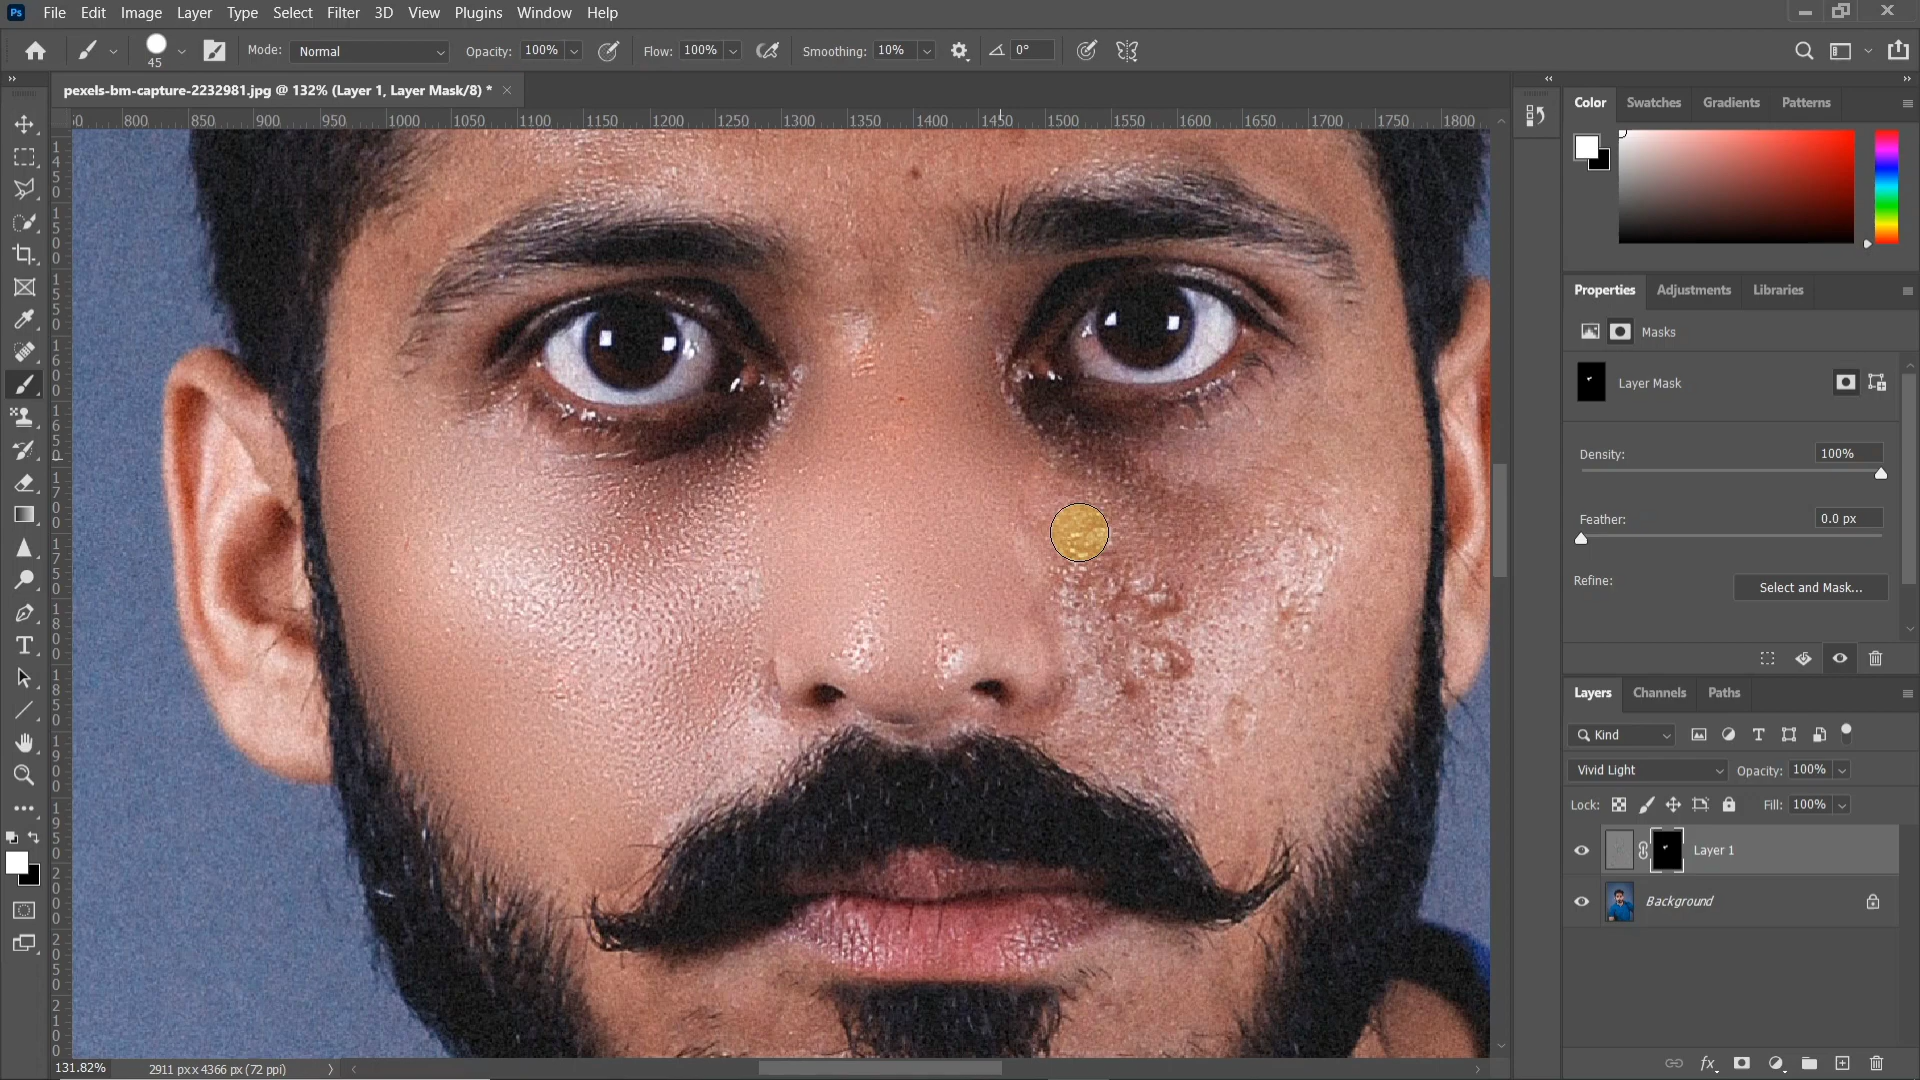 Ps File Edit Image Layer Type Select Filter 3D View Plugins Window Help
45 Mode: Normal Opacity: 100% Flow: 100% Smoothing: 10% 0°
pexels-bm-capture-2232981.jpg @ 132% (Layer 1, Layer Mask/8) *
800 850 900 950 1000 1050 1100 1150 1200 1250 1300 1350 1400 1450 1500 1550 1600 1650 1700 1750 1800
Color Swatches Gradients Patterns
Properties Adjustments Libraries
Masks
Layer Mask
Density: 100%
Feather: 0.0 px
Refine: Select and Mask...
Layers Channels Paths
Kind
Vivid Light Opacity: 100%
Lock: Fill: 100%
Layer 1
Background
fx
131.82% 2911 px x 4366 px (72 ppi)